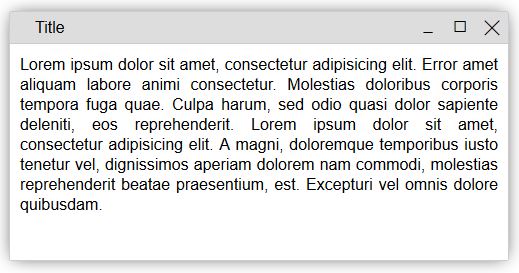 Title
Lorem ipsum dolor sit amet, consectetur adipisicing elit. Error amet
aliquam labore animi consectetur. Molestias doloribus corporis
tempora fuga quae. Culpa harum, sed odio quasi dolor sapiente
deleniti, eos reprehenderit. Lorem ipsum dolor sit amet,
consectetur adipisicing elit. A magni, doloremque temporibus iusto
tenetur vel, dignissimos aperiam dolorem nam commodi, molestias
reprehenderit beatae praesentium, est. Excepturi vel omnis dolore
quibusdam.